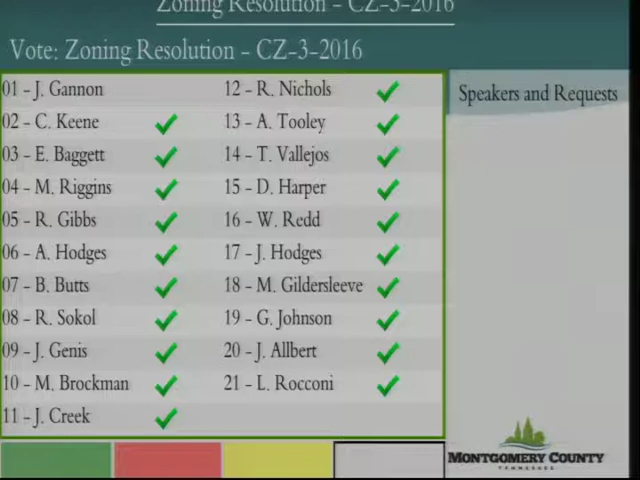 Zoning Resolution - CZ-3-2016
Vote: Zoning Resolution - CZ-3-2016
01 - J. Gannon
02 - C. Keene
03 - E. Baggett
04 - M. Riggins
05 - R. Gibbs
06 - A. Hodges
07 - B. Butts
08 - R. Sokol
09 - J. Genis
10 - M. Brockman
11 - J. Creek
12 - R. Nichols
13 - A. Tooley
14 - T. Vallejos
15 - D. Harper
16 - W. Redd
17 - J. Hodges
18 - M. Gildersleeve
19 - G. Johnson
20 - J. Allbert
21 - L. Rocconi
Speakers and Requests
MONTGOMERY COUNTY
TENNESSEE